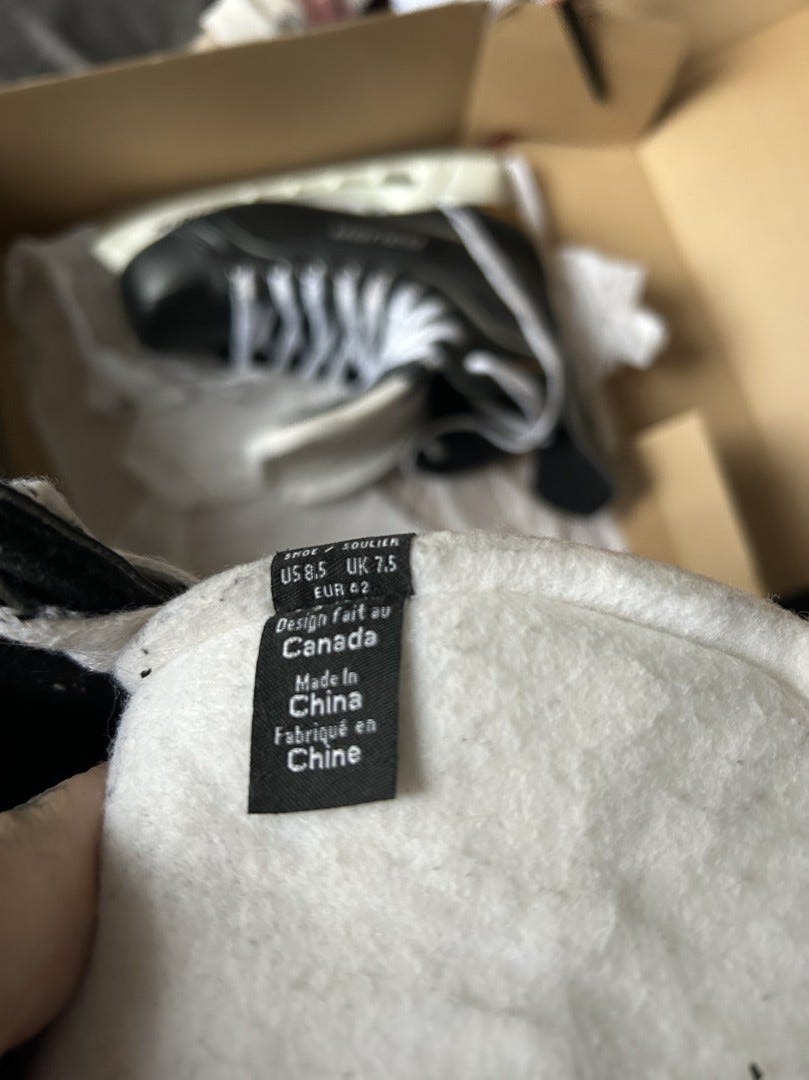 SHOE / SOULIER
US 8.5 UK 7.5
EUR 42
Design fait au
Canada
Made In
China
Fabriqué en
Chine